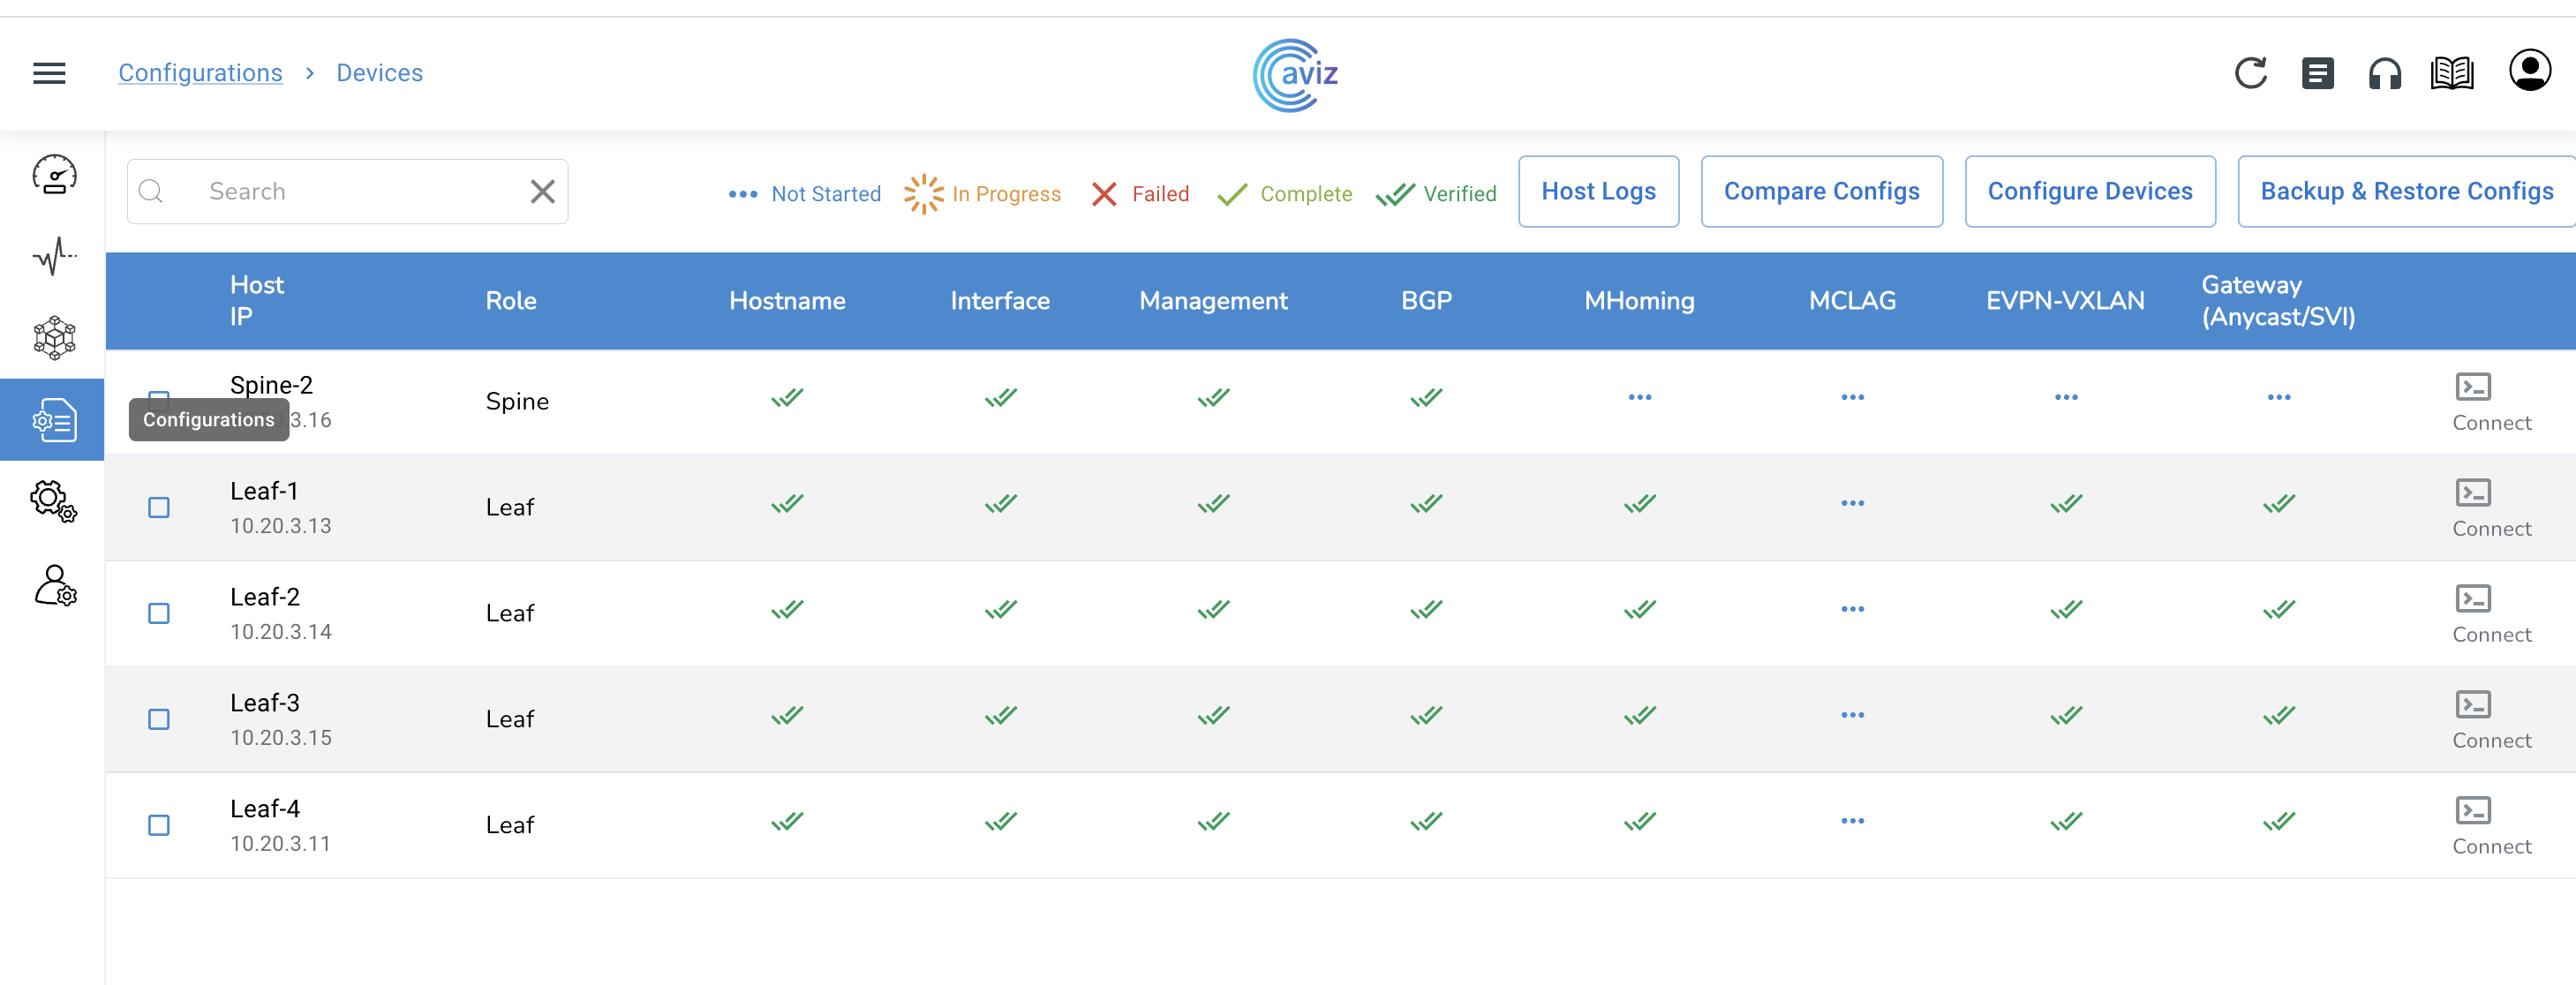 Configurations > Devices
aviz
Search
Not Started
In Progress
Failed
Complete
Verified
Host Logs
Compare Configs
Configure Devices
Backup & Restore Configs
Host
IP
Role
Hostname
Interface
Management
BGP
MHoming
MCLAG
EVPN-VXLAN
Gateway
(Anycast/SVI)
Spine-2
3.16
Spine
Connect
Configurations
Leaf-1
10.20.3.13
Leaf
Connect
Leaf-2
10.20.3.14
Leaf
Connect
Leaf-3
10.20.3.15
Leaf
Connect
Leaf-4
10.20.3.11
Leaf
Connect